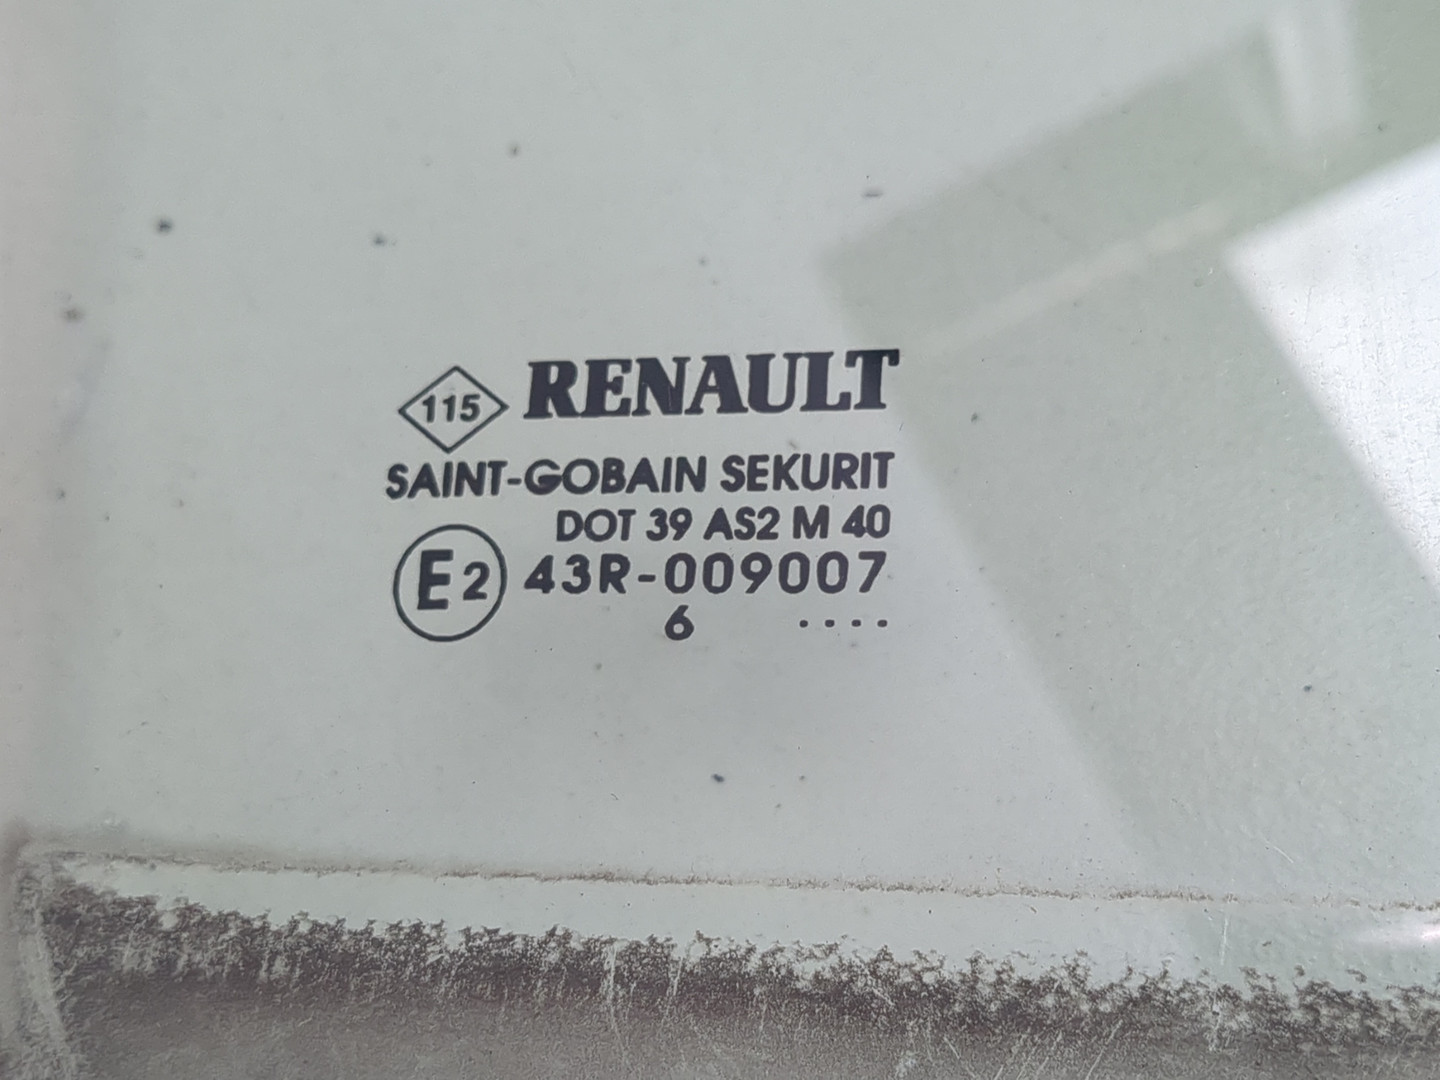 115 RENAULT
SAINT-GOBAIN SEKURIT
DOT 39 AS2 M 40
E2 43R-009007
6 ....